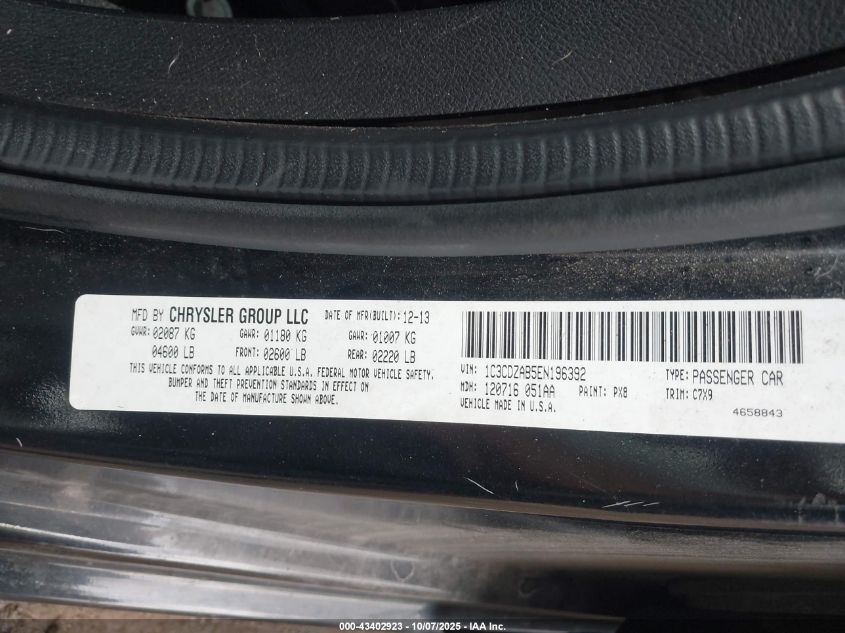 MFD BY CHRYSLER GROUP LLC DATE OF MFR(BUILT): 12-13
GVWR: 02087 KG GAWR: 01180 KG GAWR: 01007 KG
04600 LB FRONT: 02600 LB REAR: 02220 LB
THIS VEHICLE CONFORMS TO ALL APPLICABLE U.S.A. FEDERAL MOTOR VEHICLE SAFETY,
BUMPER AND THEFT PREVENTION STANDARDS IN EFFECT ON
THE DATE OF MANUFACTURE SHOWN ABOVE.
VIN: 1C3CDZAB5EN196392 TYPE: PASSENGER CAR
MDH: 120716 051AA PAINT: PX8 TRIM: C7X9
VEHICLE MADE IN U.S.A.
4658843
000-43402923 - 10/07/2025 - IAA Inc.